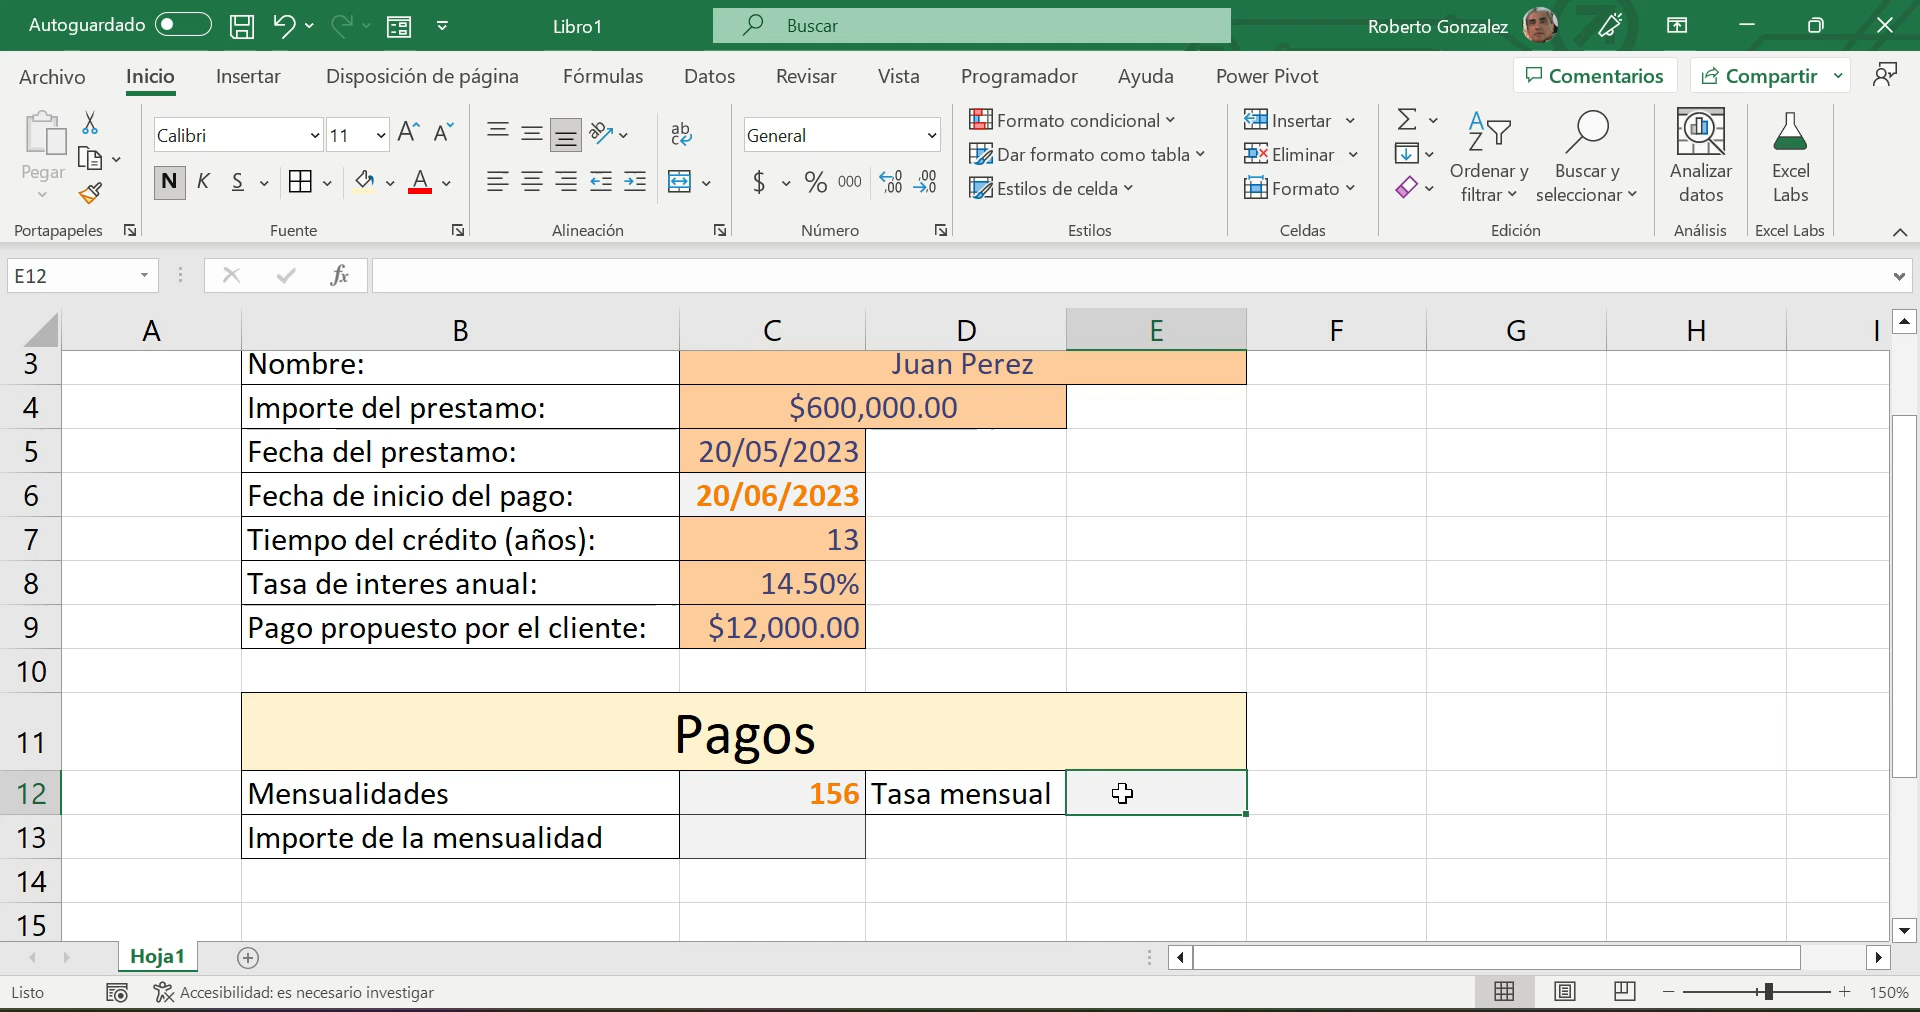 Autoguardado
Libro1
Buscar
Roberto Gonzalez
Archivo Inicio Insertar Disposición de página Fórmulas Datos Revisar Vista Programador Ayuda Power Pivot Comentarios Compartir
Pegar
Portapapeles
Calibri 11
N K S
Fuente
ab
Alineación
General
$ % 000
Número
Formato condicional
Dar formato como tabla
Estilos de celda
Estilos
Insertar
Eliminar
Formato
Celdas
Ordenar y
filtrar
Buscar y
seleccionar
Edición
Analizar
datos
Análisis
Excel
Labs
Excel Labs
E12 fx
A B C D E F G H I
3 Nombre: Juan Perez
4 Importe del prestamo: $600,000.00
5 Fecha del prestamo: 20/05/2023
6 Fecha de inicio del pago: 20/06/2023
7 Tiempo del crédito (años): 13
8 Tasa de interes anual: 14.50%
9 Pago propuesto por el cliente: $12,000.00
10
11 Pagos
12 Mensualidades 156 Tasa mensual
13 Importe de la mensualidad
14
15
Hoja1
Listo Accesibilidad: es necesario investigar 150%